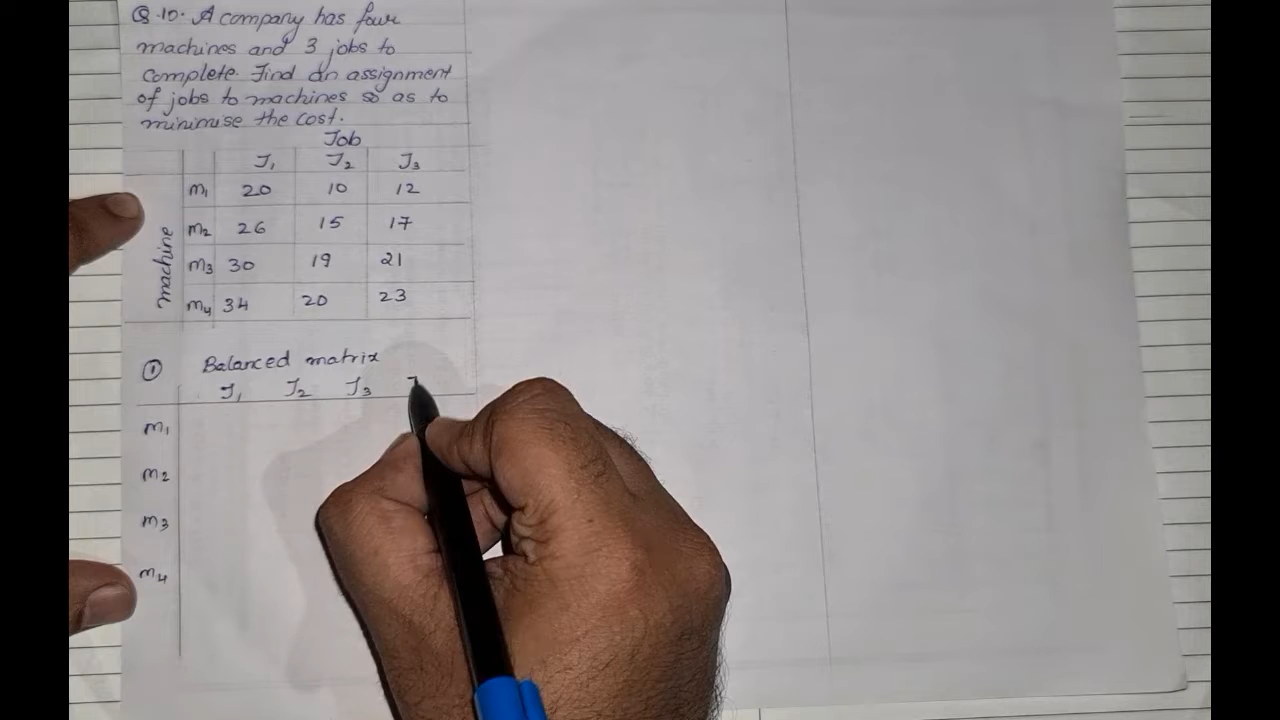 Q.10. A company has four
machines and 3 jobs to
complete. Find an assignment
of jobs to machines so as to
minimise the cost.
Job
J1 J2 J3
machine
M1 20 10 12
M2 26 15 17
M3 30 19 21
M4 34 20 23
① Balanced matrix
J1 J2 J3
M1
M2
M3
M4